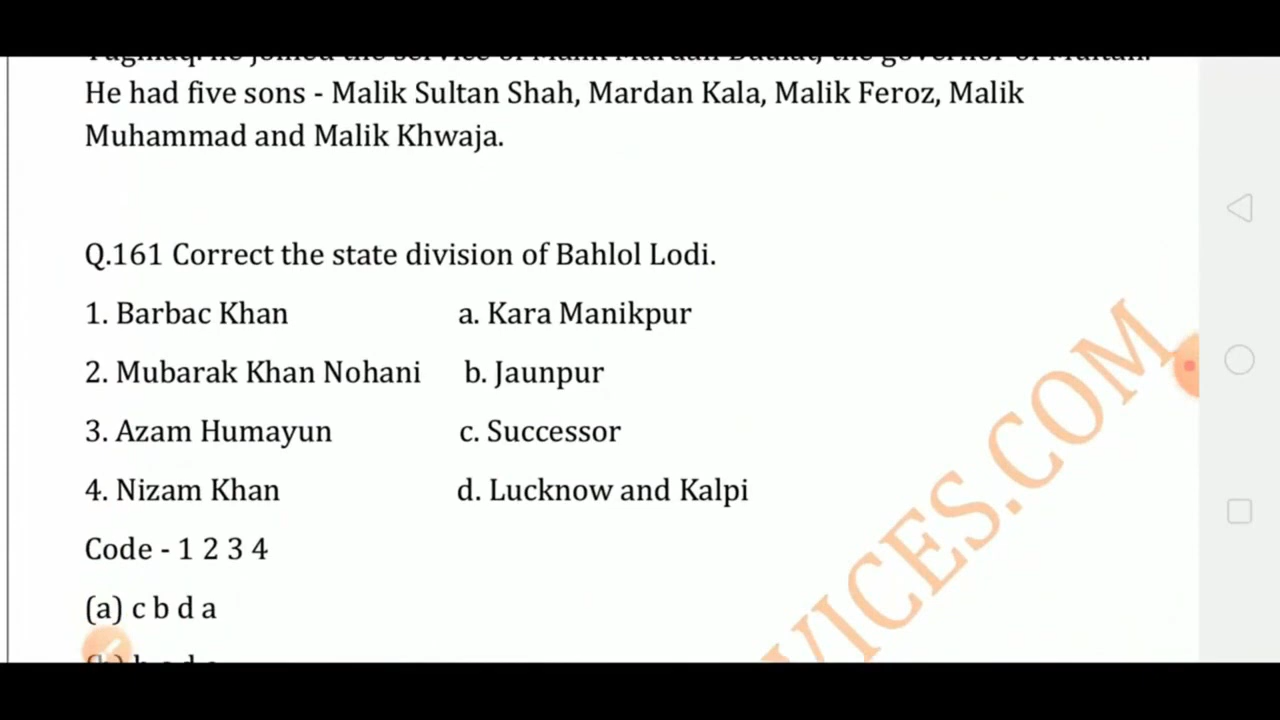 He had five sons - Malik Sultan Shah, Mardan Kala, Malik Feroz, Malik
Muhammad and Malik Khwaja.
Q.161 Correct the state division of Bahlol Lodi.
1. Barbac Khan a. Kara Manikpur
2. Mubarak Khan Nohani b. Jaunpur
3. Azam Humayun c. Successor
4. Nizam Khan d. Lucknow and Kalpi
Code - 1 2 3 4
(a) c b d a
VICES.COM